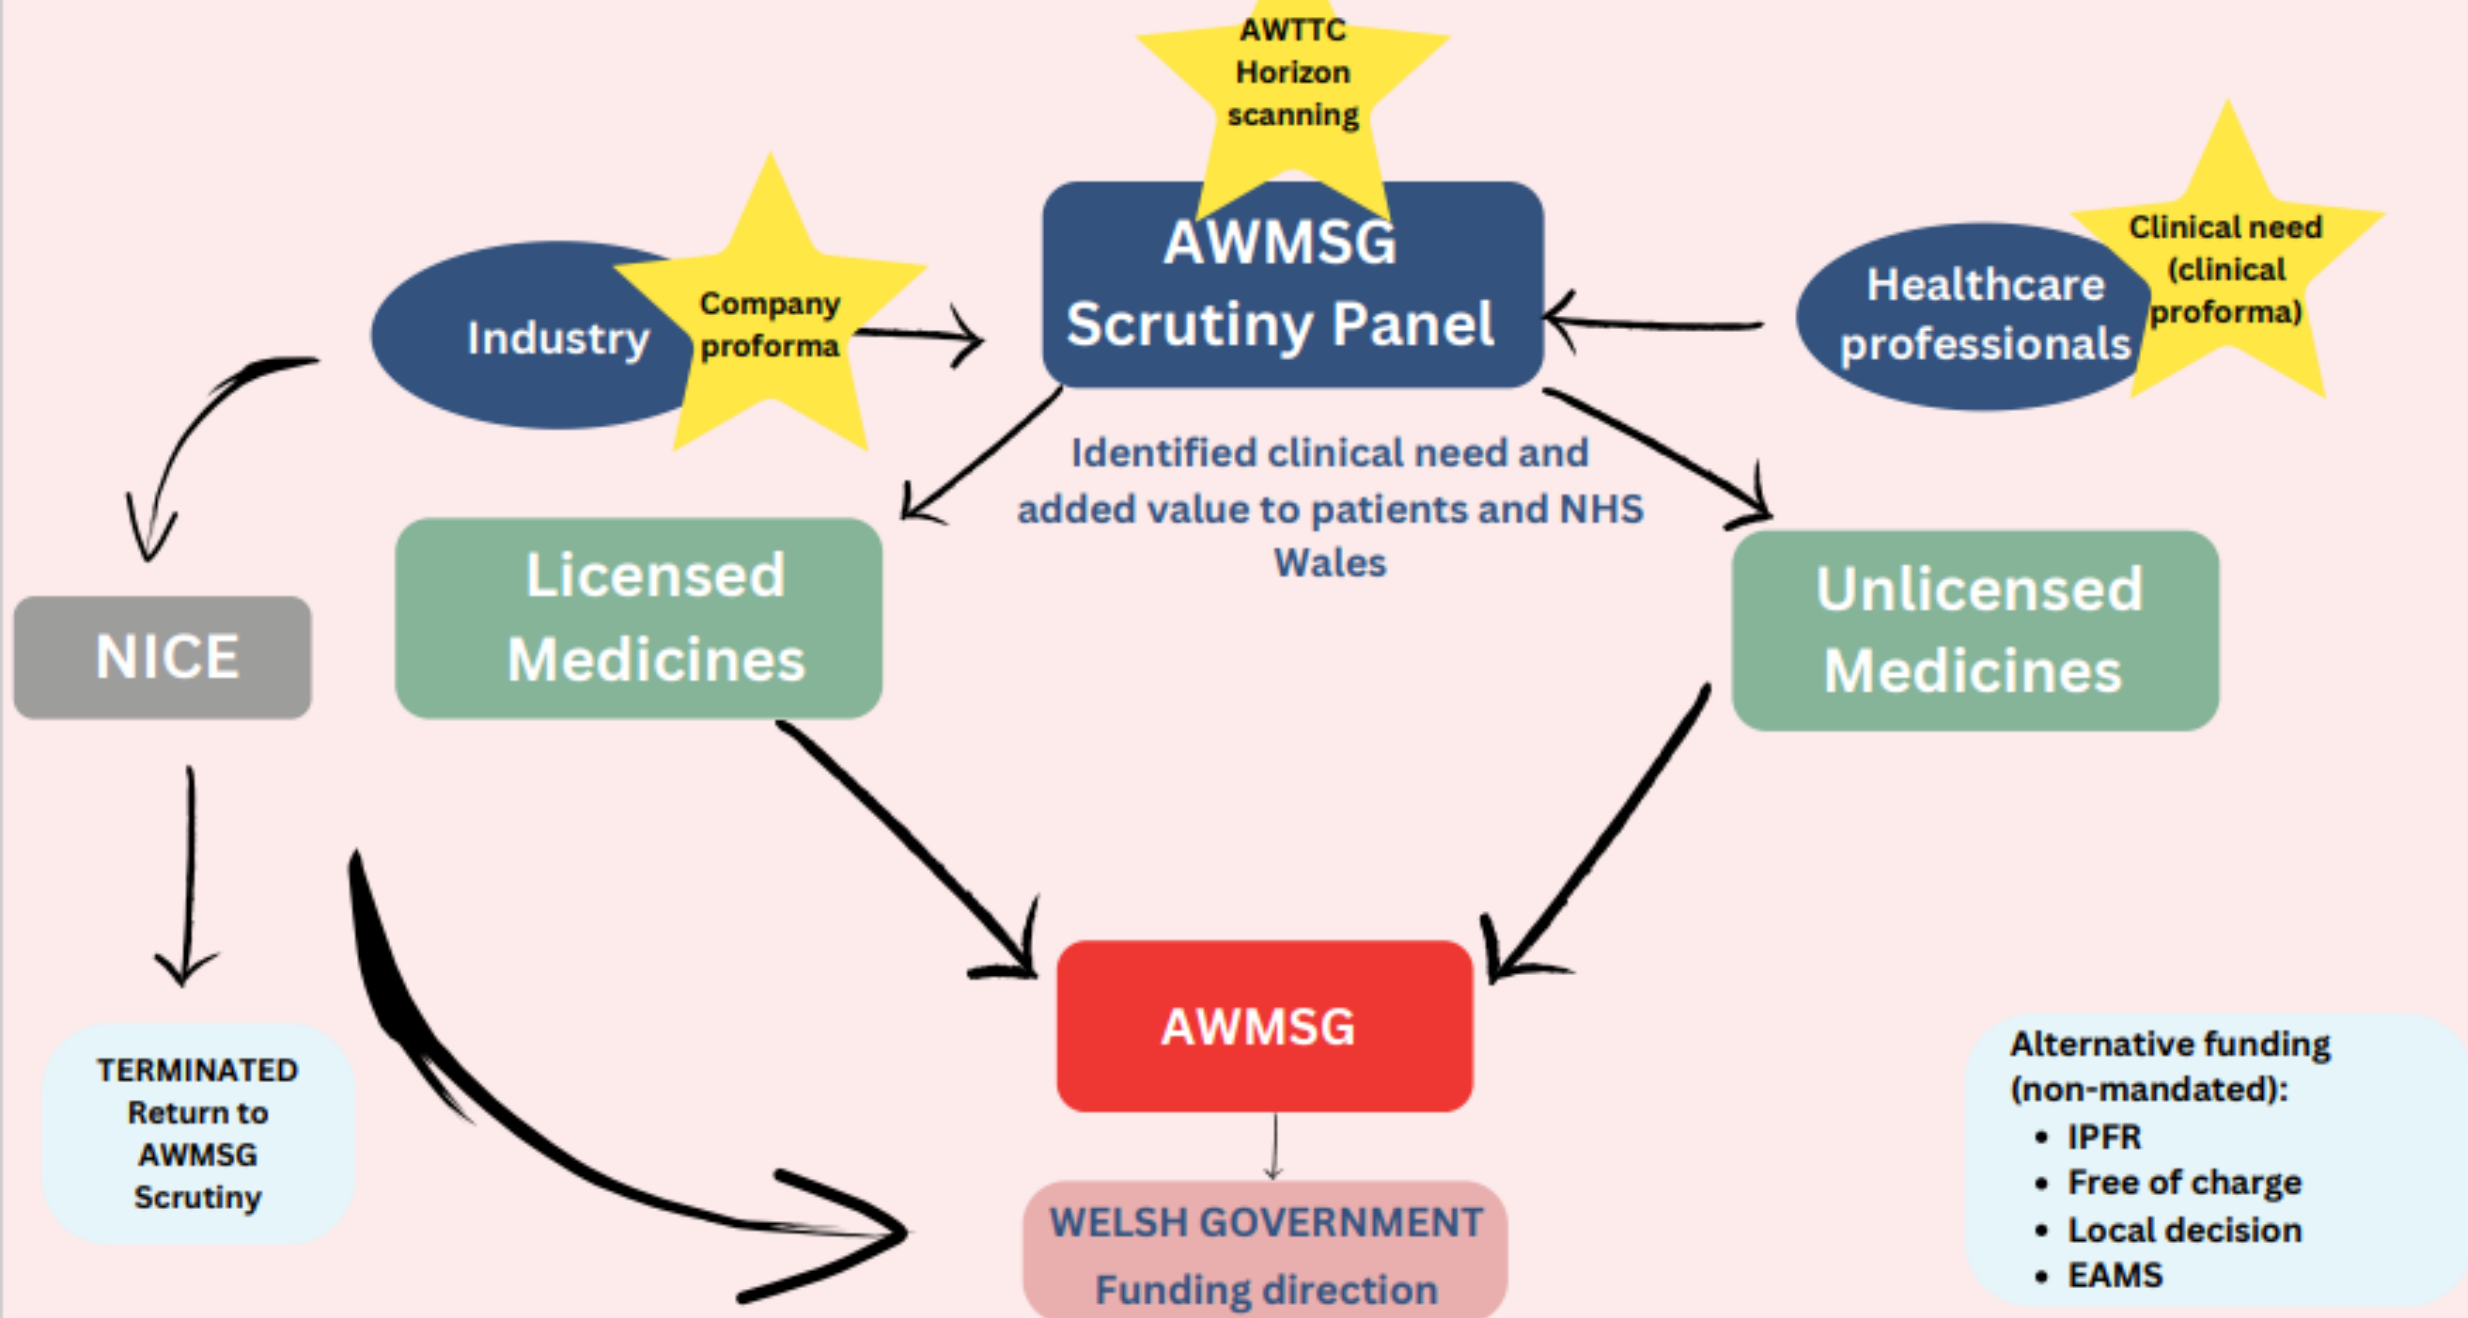 AWTTC
Horizon
scanning
Company
proforma
Industry
AWMSG
Scrutiny Panel
Healthcare
professionals
Clinical need
(clinical
proforma)
Identified clinical need and
added value to patients and NHS
Wales
NICE
Licensed
Medicines
Unlicensed
Medicines
TERMINATED
Return to
AWMSG
Scrutiny
AWMSG
WELSH GOVERNMENT
Funding direction
Alternative funding
(non-mandated):
• IPFR
• Free of charge
• Local decision
• EAMS